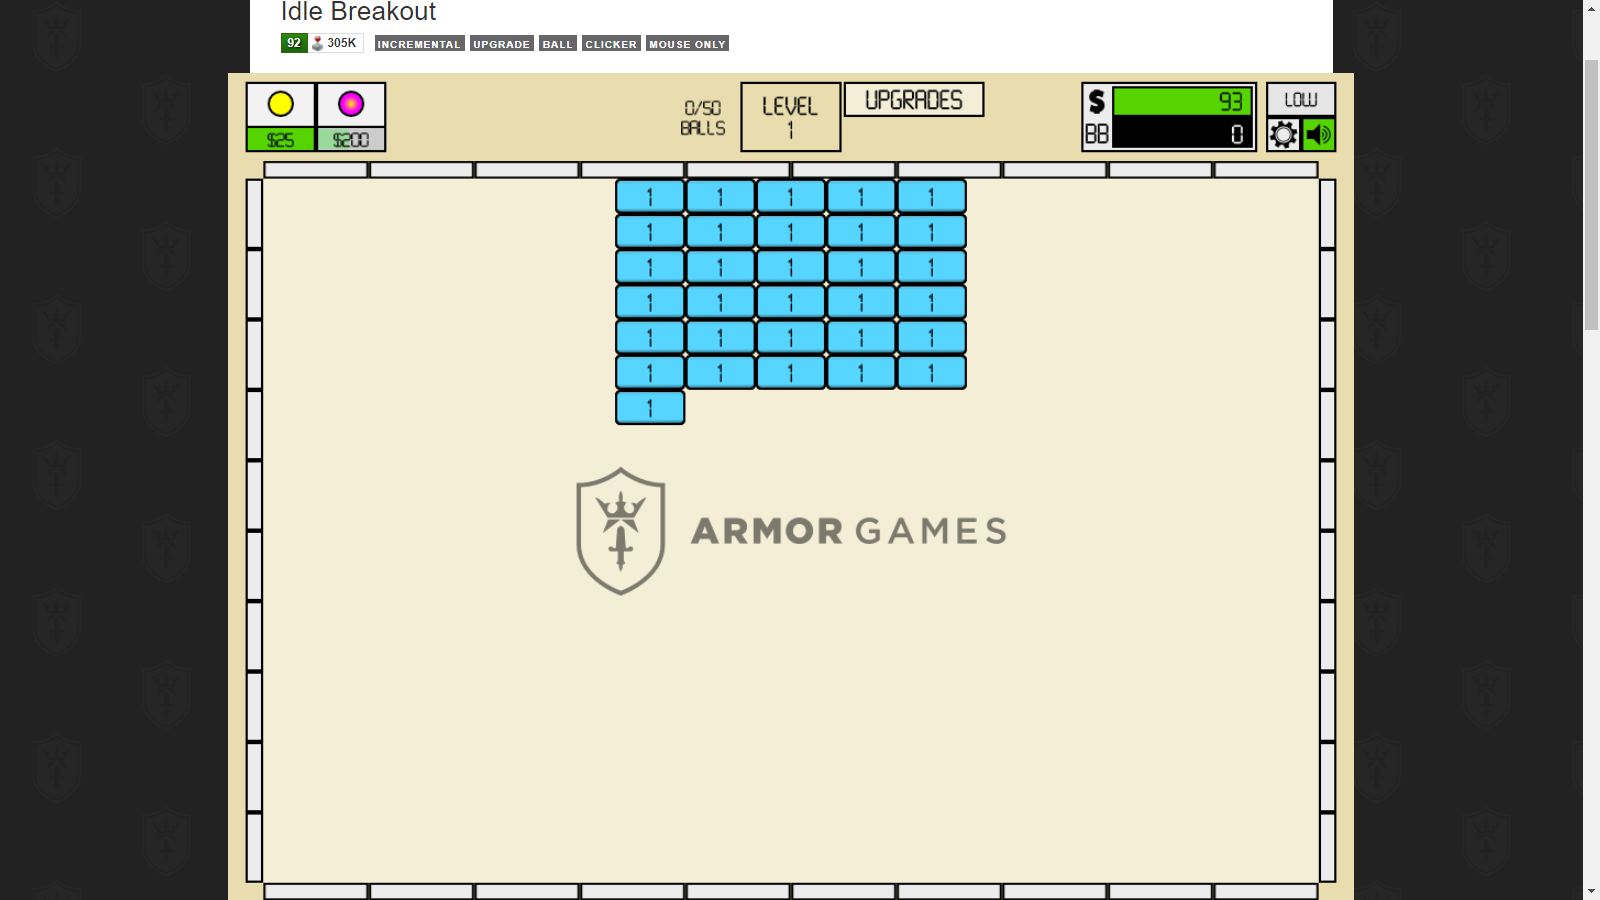 Idle Breakout
92 305K INCREMENTAL UPGRADE BALL CLICKER MOUSE ONLY
$25 $200
0/50
BALLS
LEVEL
1
UPGRADES
$ 93
BB 0
LOW
1 1 1 1 1
1 1 1 1 1
1 1 1 1 1
1 1 1 1 1
1 1 1 1 1
1 1 1 1 1
1
ARMOR GAMES